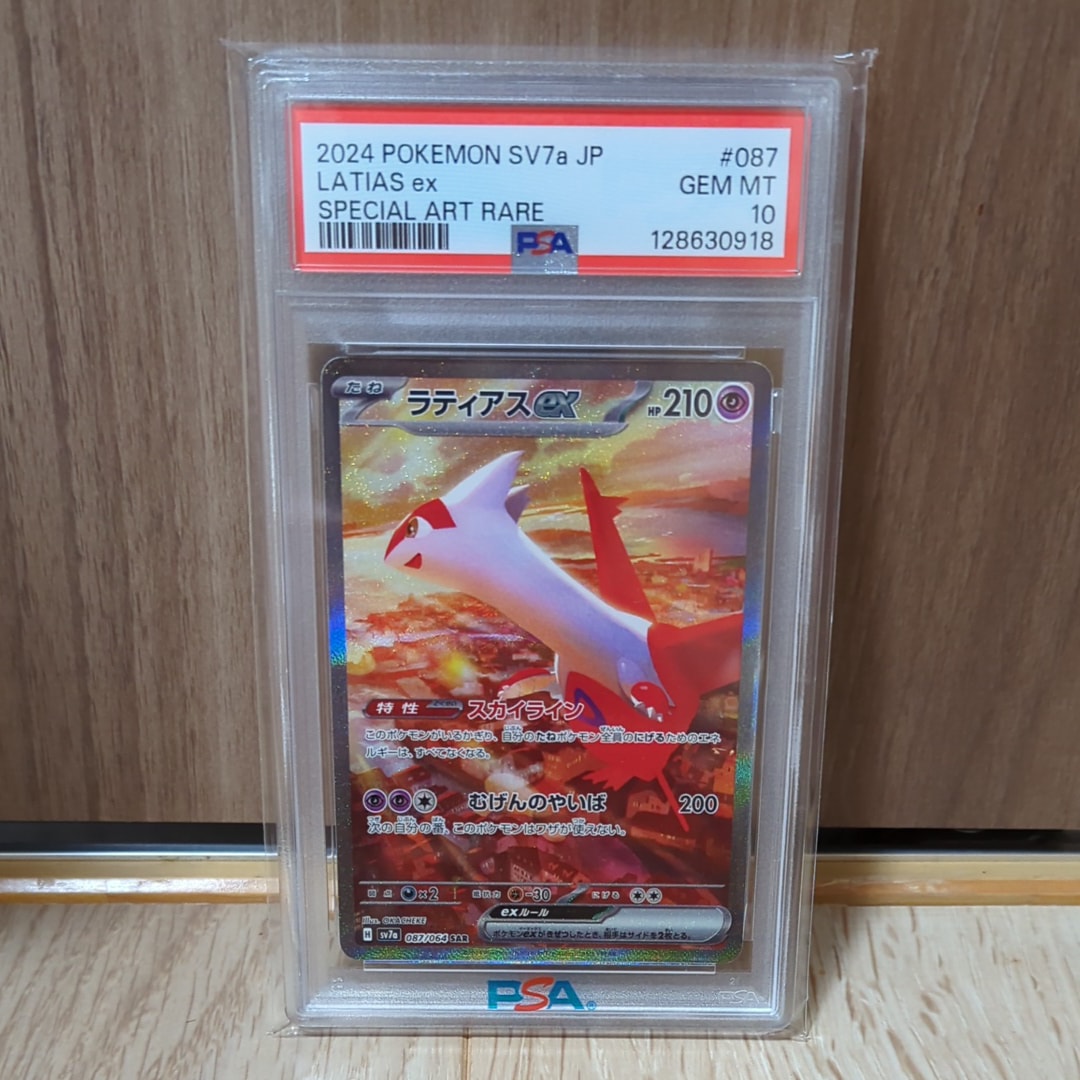 2024 POKEMON SV7a JP #087
LATIAS ex GEM MT
SPECIAL ART RARE 10
PSA 128630918
たね ラティアスex HP210
特性 スカイライン
このポケモンがいるかぎり、自分のたねポケモン全員のにげるためのエネ
ルギーは、すべてなくなる。
むげんのやいば 200
次の自分の番、このポケモンはワザが使えない。
弱点 ×2 抵抗力 -30 にげる
Illus. OKACHEKE
exルール
ポケモンexがきぜつしたとき、相手はサイドを2枚とる。
H sv7a 087/064 SAR
PSA